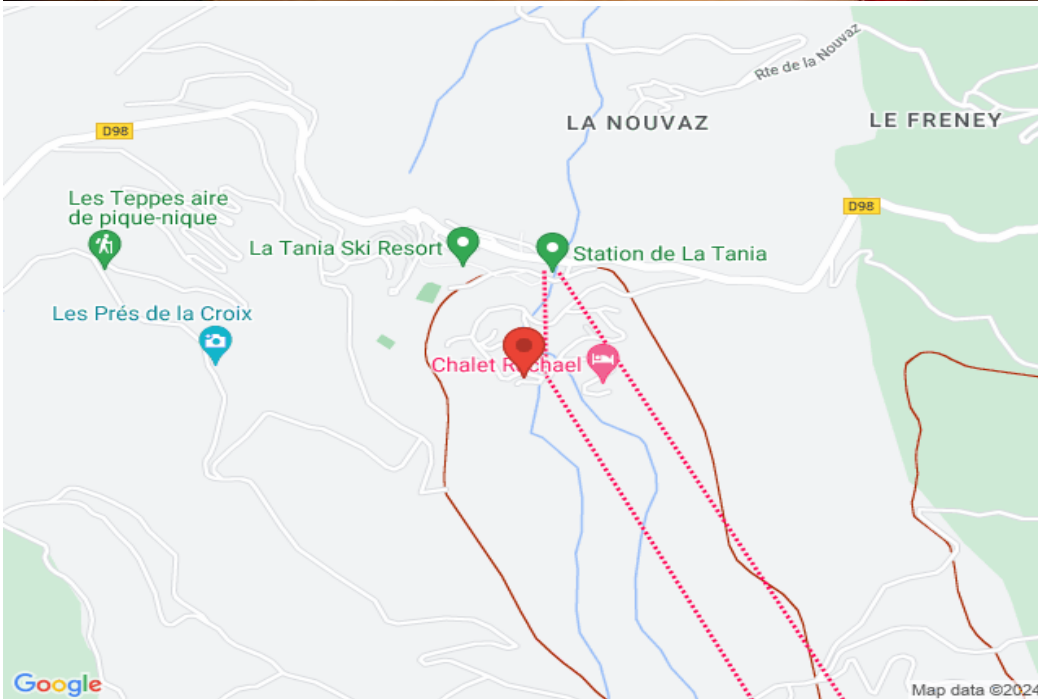 Rte de la Nouvaz
LA NOUVAZ
LE FRENEY
D98
Les Teppes aire
de pique-nique
D98
La Tania Ski Resort
Station de La Tania
Les Prés de la Croix
Chalet
Google
Map data ©2024